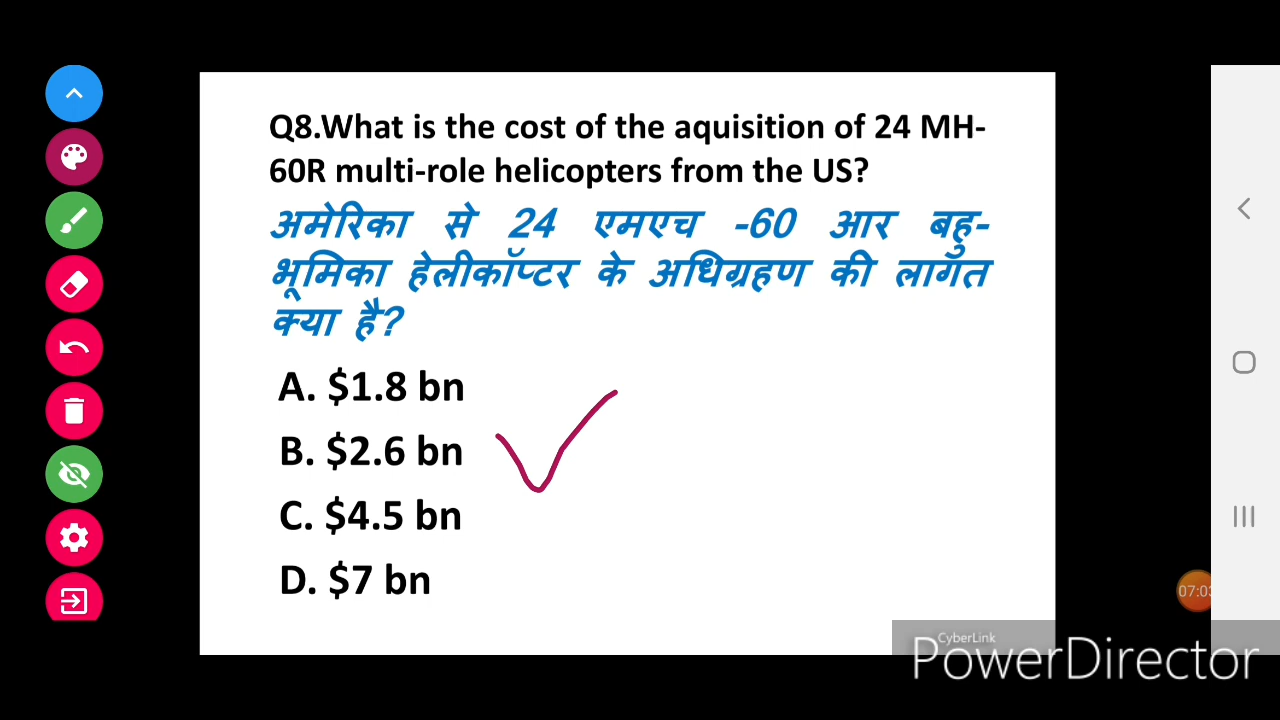 Q8.What is the cost of the aquisition of 24 MH-
60R multi-role helicopters from the US?
अमेरिका से 24 एमएच -60 आर बहु-
भूमिका हेलीकॉप्टर के अधिग्रहण की लागत
क्या है?
A. $1.8 bn
B. $2.6 bn
C. $4.5 bn
D. $7 bn
07:03
CyberLink
PowerDirector